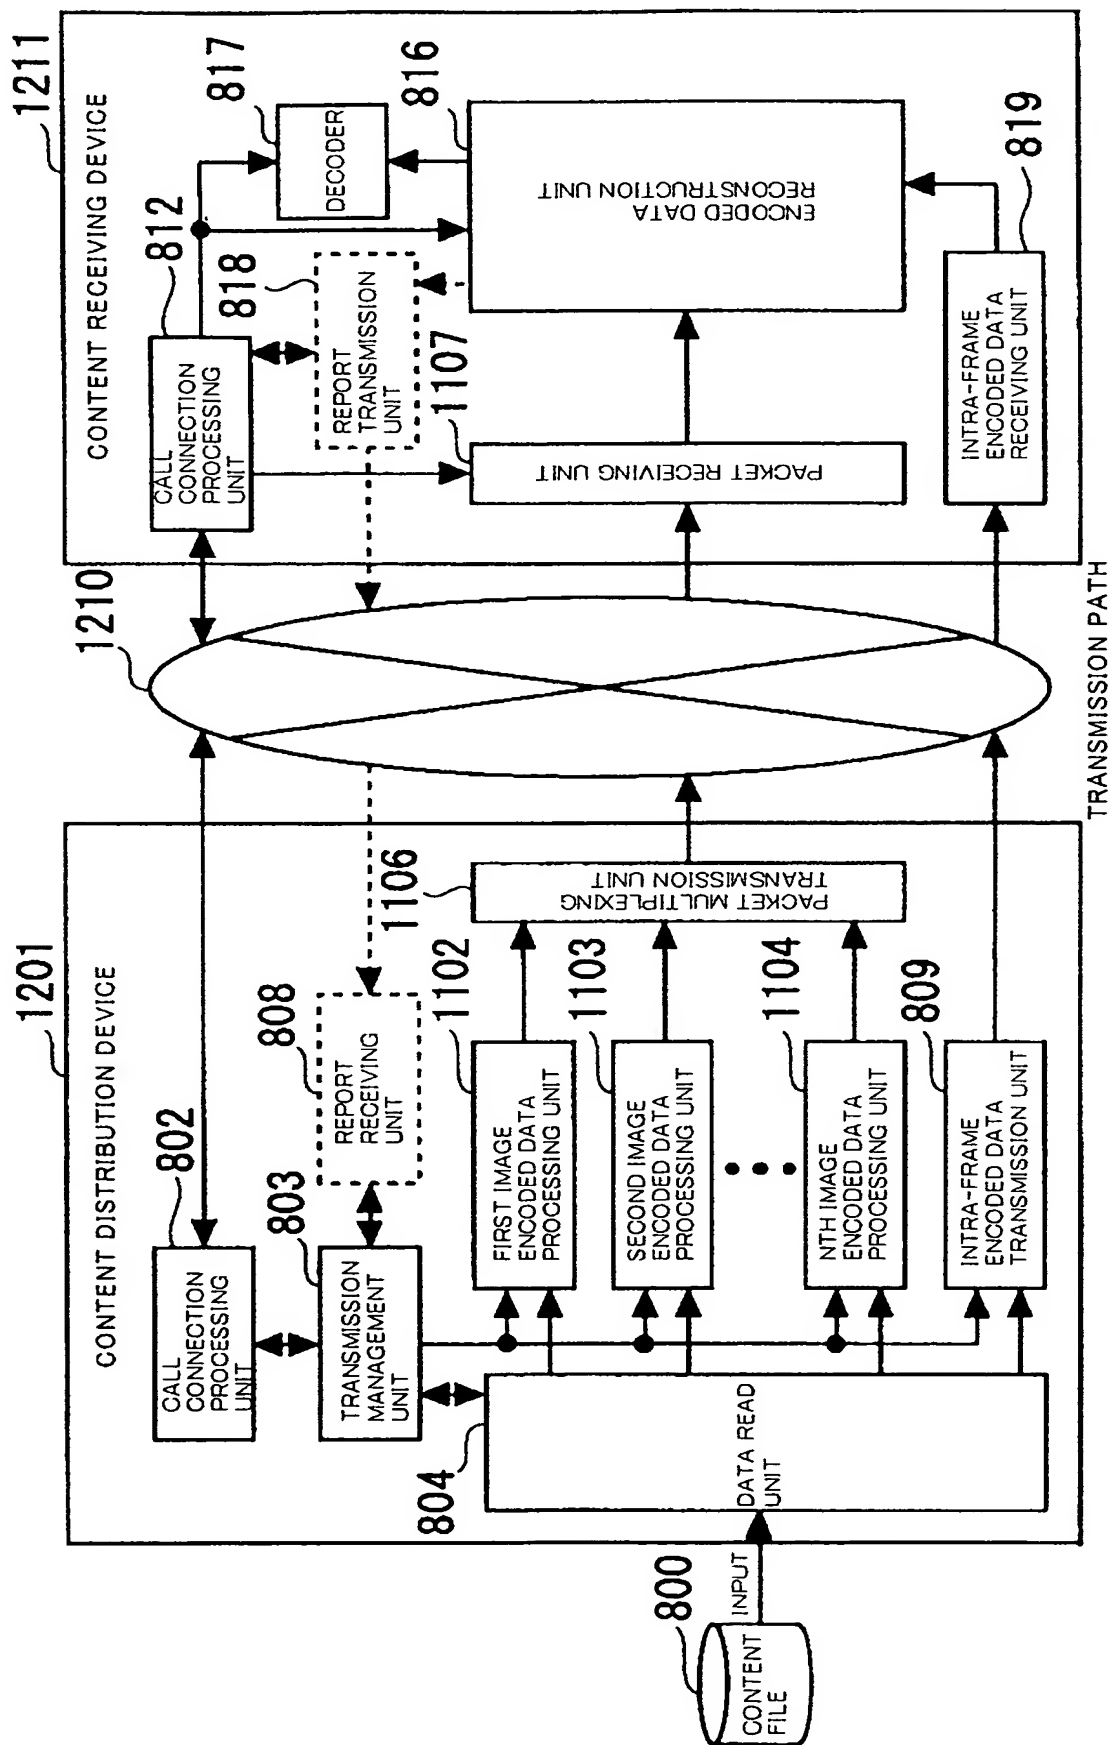 1201
CONTENT DISTRIBUTION DEVICE
802
CALL
CONNECTION
PROCESSING
UNIT
803
TRANSMISSION
MANAGEMENT
UNIT
808
REPORT
RECEIVING
UNIT
804
DATA READ
UNIT
800
CONTENT
FILE
INPUT
1102
FIRST IMAGE
ENCODED DATA
PROCESSING UNIT
1103
SECOND IMAGE
ENCODED DATA
PROCESSING UNIT
1104
NTH IMAGE
ENCODED DATA
PROCESSING UNIT
809
INTRA-FRAME
ENCODED DATA
TRANSMISSION UNIT
1106
PACKET MULTIPLEXING
TRANSMISSION UNIT
1210
TRANSMISSION PATH
1211
CONTENT RECEIVING DEVICE
812
CALL
CONNECTION
PROCESSING
UNIT
818
REPORT
TRANSMISSION
UNIT
817
DECODER
1107
PACKET RECEIVING UNIT
816
ENCODED DATA
RECONSTRUCTION UNIT
819
INTRA-FRAME
ENCODED DATA
RECEIVING UNIT